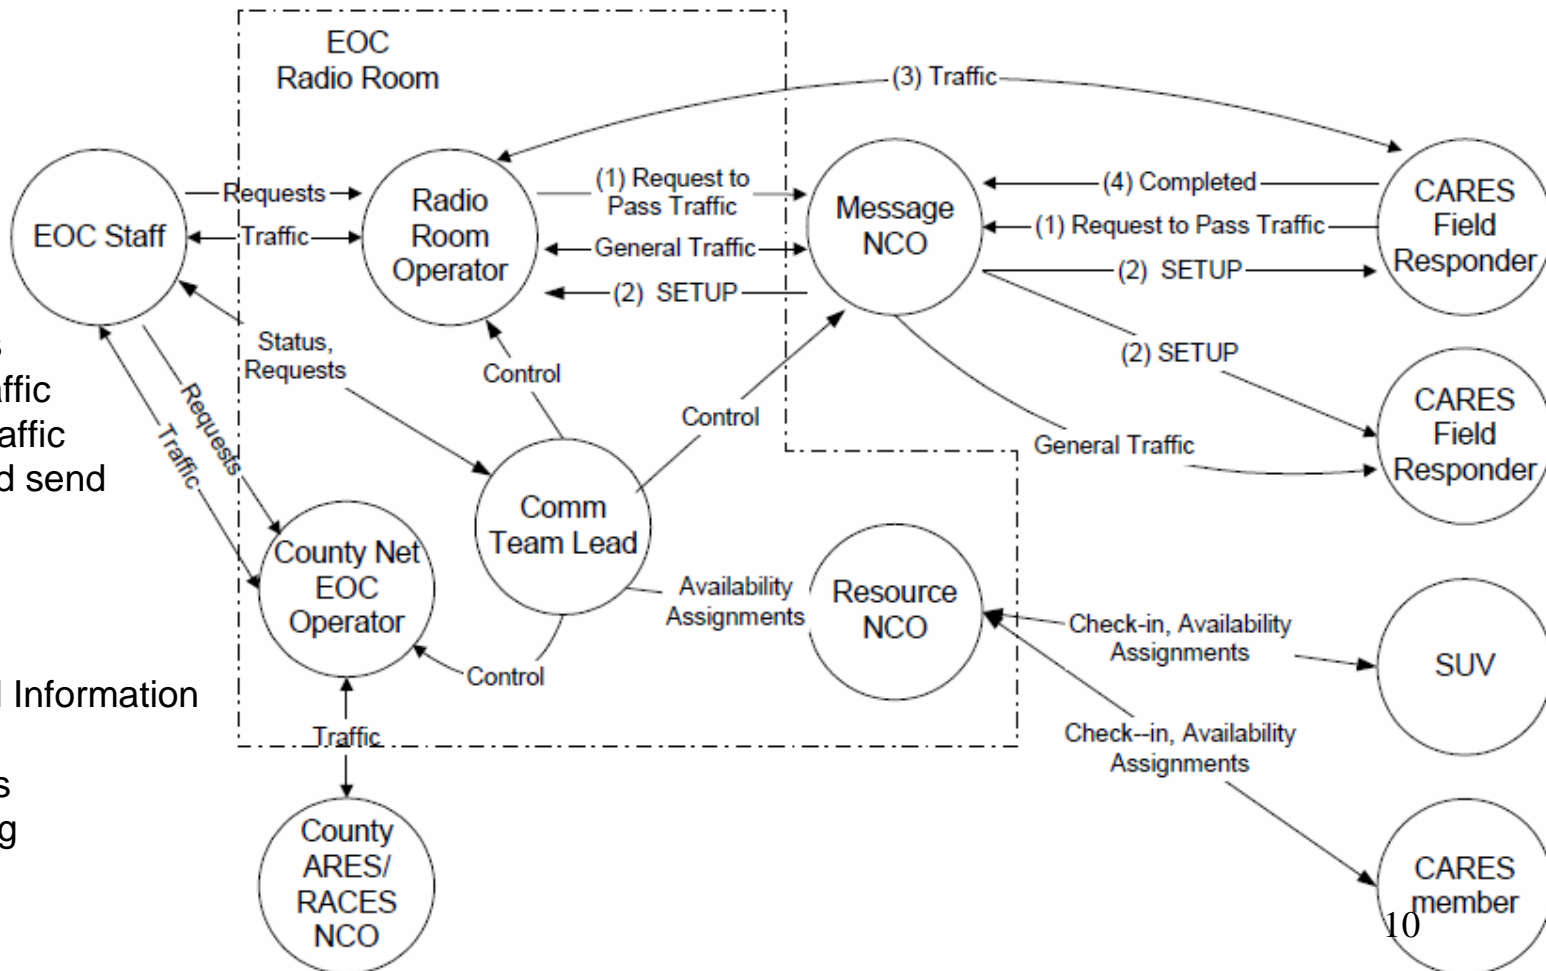 EOC
Radio Room
(3) Traffic
EOC Staff
Requests
Traffic
Radio
Room
Operator
(1) Request to
Pass Traffic
General Traffic
(2) SETUP
Message
NCO
(4) Completed
(1) Request to Pass Traffic
(2) SETUP
CARES
Field
Responder
(2) SETUP
General Traffic
CARES
Field
Responder
Status,
Requests
Control
Control
Requests
Traffic
s
affic
raffic
d send
Comm
Team Lead
County Net
EOC
Operator
Availability
Assignments
Resource
NCO
Control
Check-in, Availability
Assignments
SUV
l Information
Traffic
Check--in, Availability
Assignments
s
g
County
ARES/
RACES
NCO
CARES
member
10